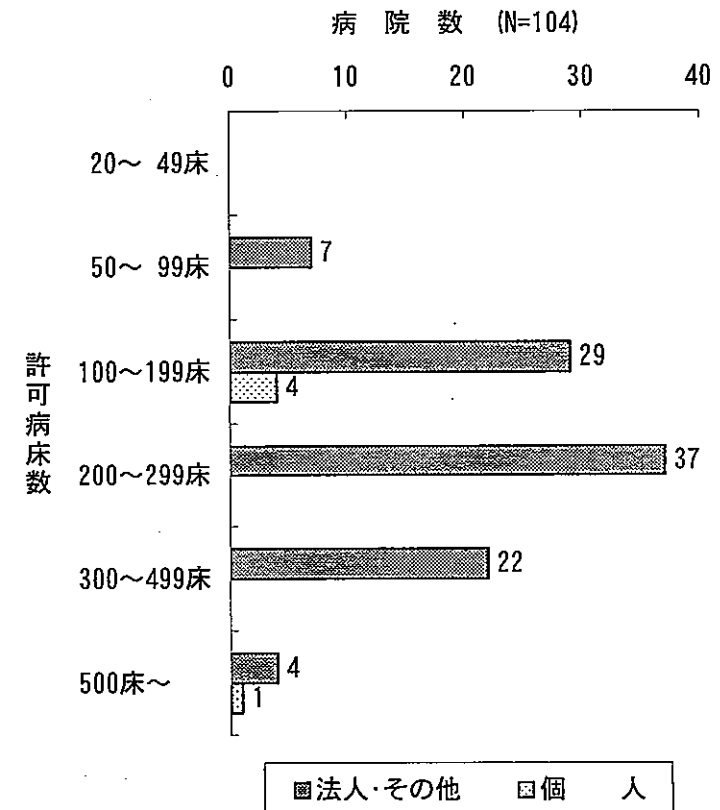 病 院 数 (N=104)
0 10 20 30 40
20～ 49床
50～ 99床
7
100～199床
29
4
200～299床
37
300～499床
22
500床～
4
1
許可病床数
法人・その他 個 人